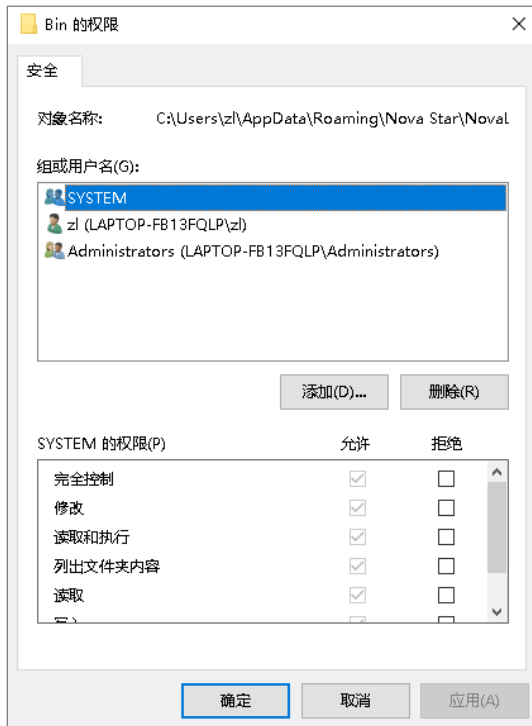 Bin 的权限
安全
对象名称: C:\Users\zl\AppData\Roaming\Nova Star\NovaL
组或用户名(G):
SYSTEM
zl (LAPTOP-FB13FQLP\zl)
Administrators (LAPTOP-FB13FQLP\Administrators)
添加(D)... 删除(R)
SYSTEM 的权限(P) 允许 拒绝
完全控制
修改
读取和执行
列出文件夹内容
读取
确定 取消 应用(A)